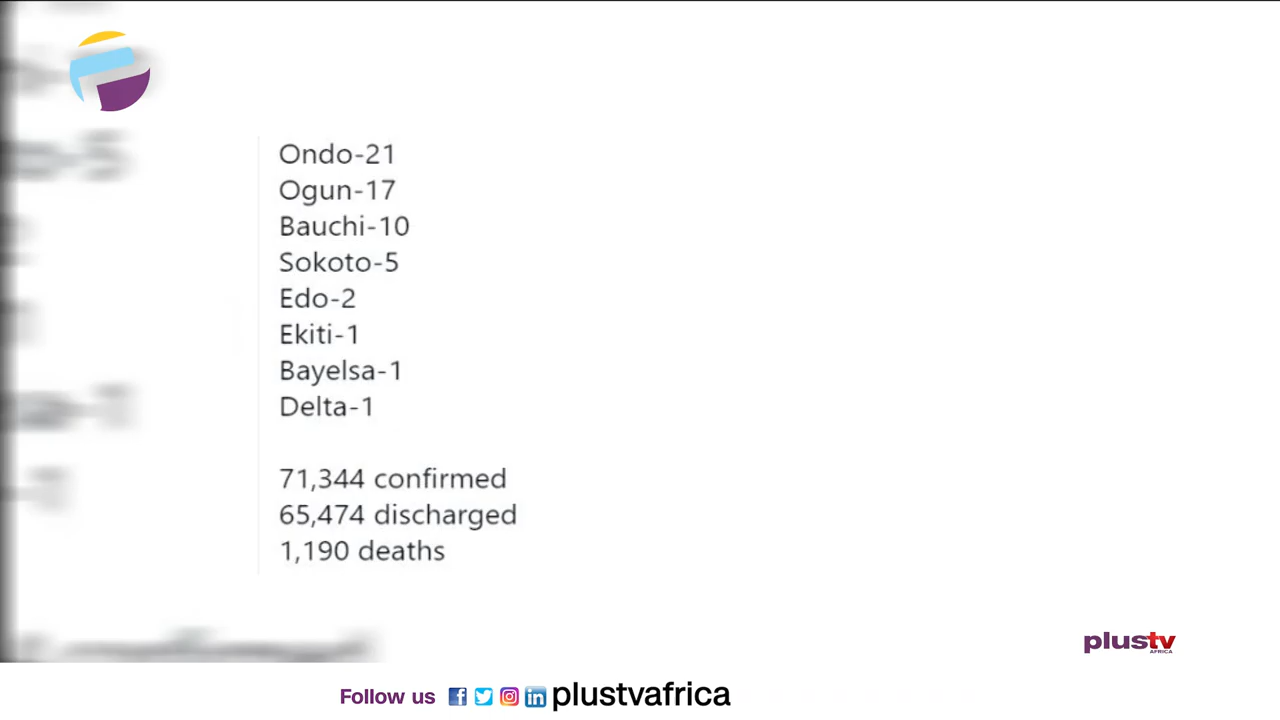 Ondo-21
Ogun-17
Bauchi-10
Sokoto-5
Edo-2
Ekiti-1
Bayelsa-1
Delta-1
71,344 confirmed
65,474 discharged
1,190 deaths
plustv
AFRICA
Follow us plustvafrica